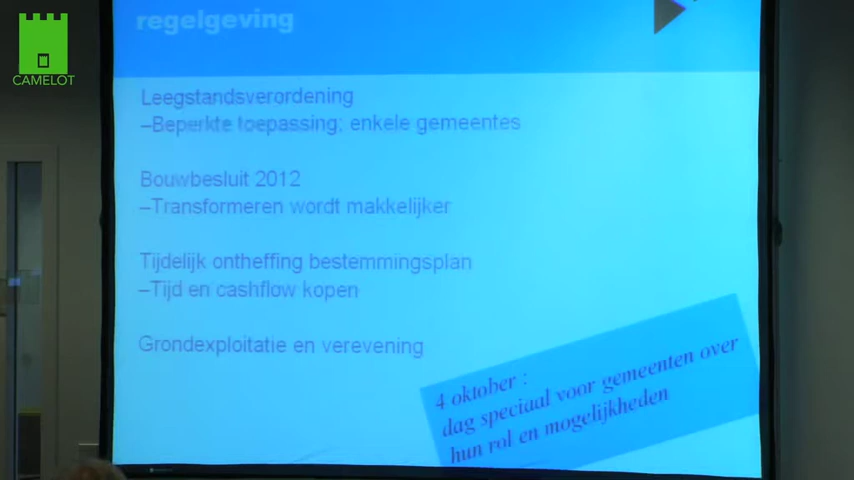 CAMELOT
regelgeving
Leegstandsverordening
–Beperkte toepassing; enkele gemeentes
Bouwbesluit 2012
–Transformeren wordt makkelijker
Tijdelijk ontheffing bestemmingsplan
–Tijd en cashflow kopen
Grondexploitatie en verevening
4 oktober :
dag speciaal voor gemeenten over
hun rol en mogelijkheden